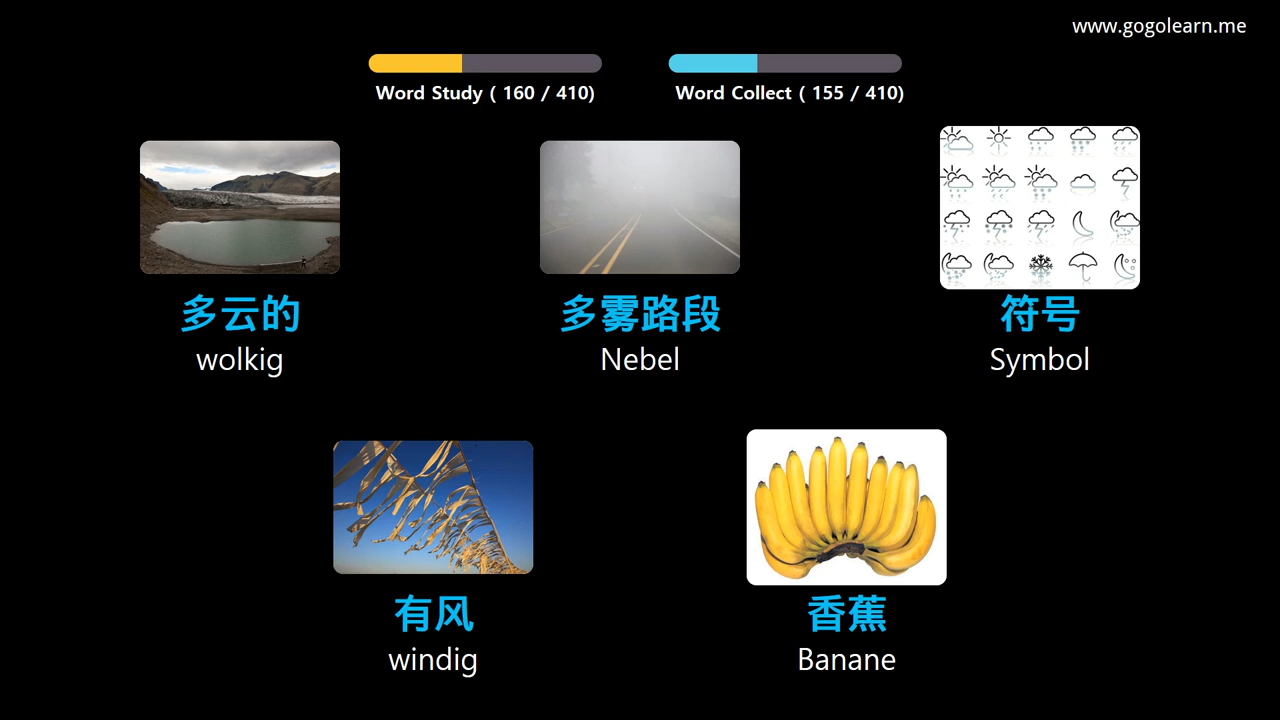 www.gogolearn.me
Word Study ( 160 / 410)
Word Collect ( 155 / 410)
多云的
wolkig
多雾路段
Nebel
符号
Symbol
有风
windig
香蕉
Banane